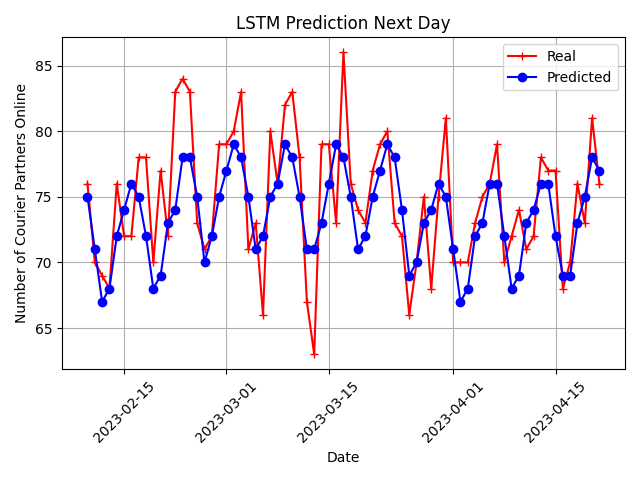 LSTM Prediction Next Day
Real
Predicted
Number of Courier Partners Online
85
80
75
70
65
2023-02-15
2023-03-01
2023-03-15
2023-04-01
2023-04-15
Date